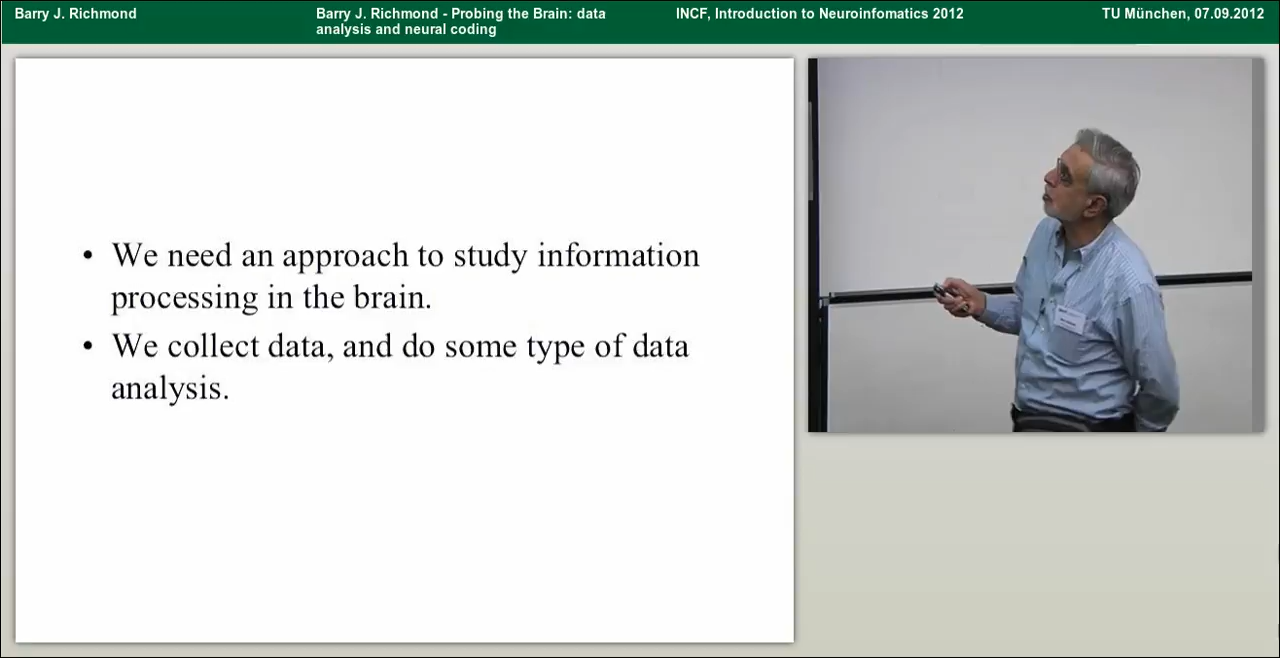 Barry J. Richmond
Barry J. Richmond - Probing the Brain: data
analysis and neural coding
INCF, Introduction to Neuroinfomatics 2012
TU München, 07.09.2012
• We need an approach to study information
processing in the brain.
• We collect data, and do some type of data
analysis.